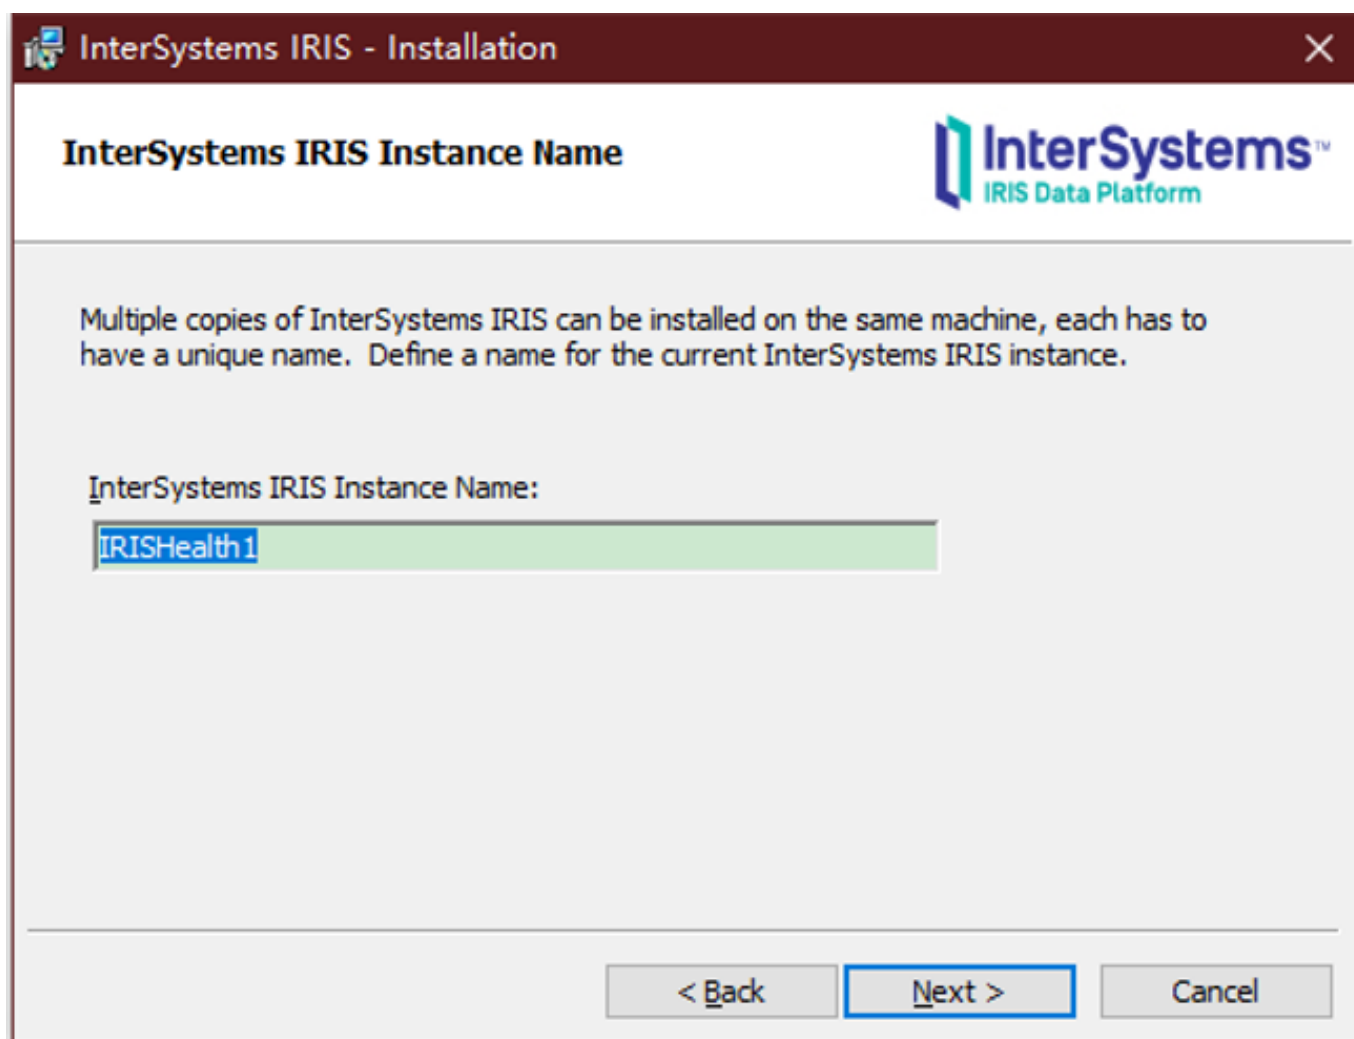 InterSystems IRIS - Installation
InterSystems IRIS Instance Name
InterSystems™
IRIS Data Platform
Multiple copies of InterSystems IRIS can be installed on the same machine, each has to
have a unique name.  Define a name for the current InterSystems IRIS instance.
InterSystems IRIS Instance Name:
IRISHealth1
< Back
Next >
Cancel